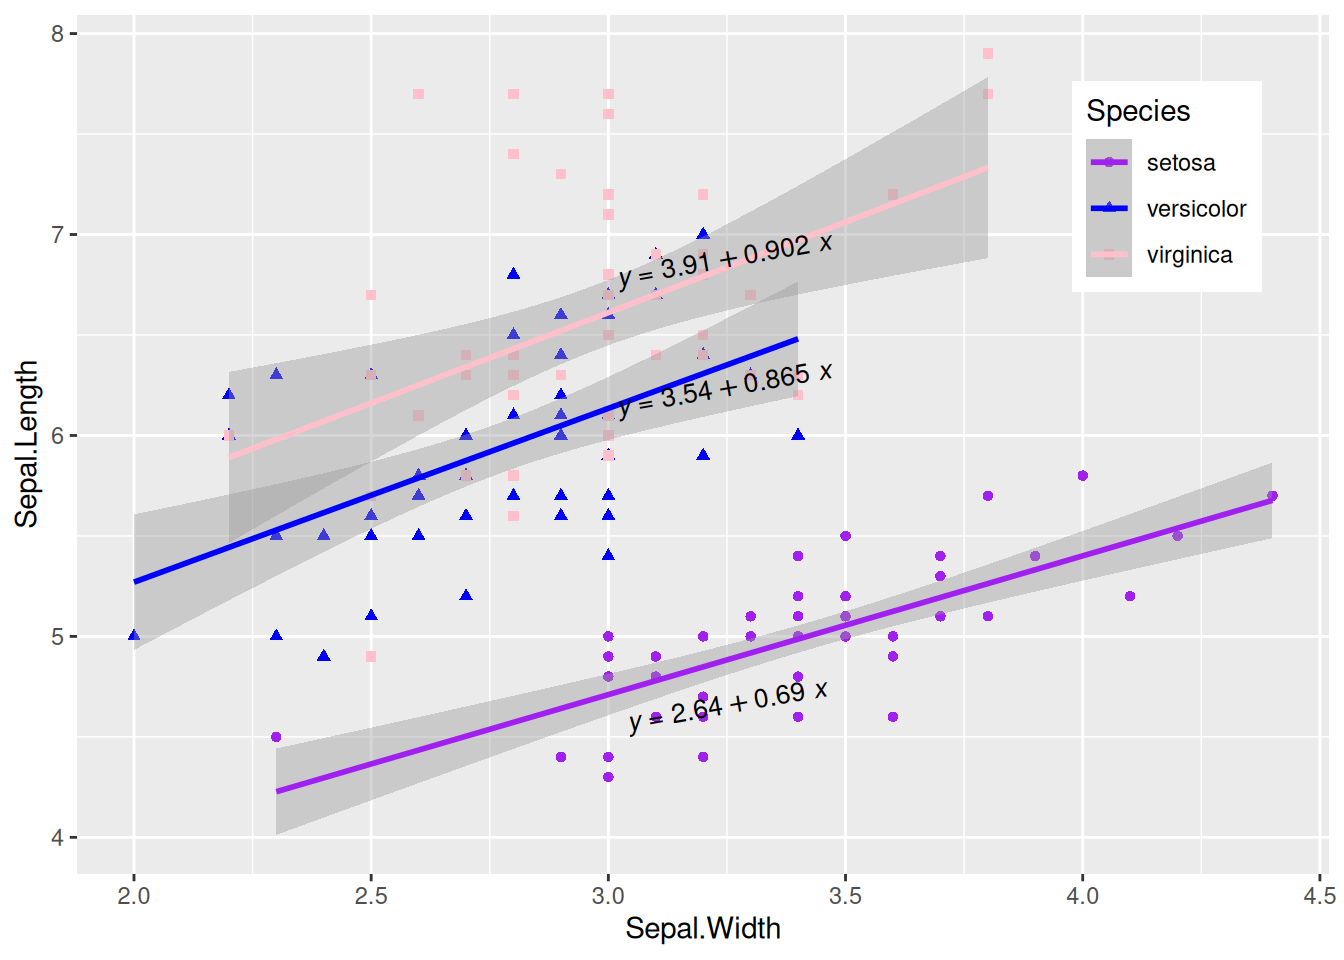 8
7
6
5
4
Sepal.Length
y = 3.91 + 0.902 x
y = 3.54 + 0.865 x
y = 2.64 + 0.69 x
Species
setosa
versicolor
virginica
2.0 2.5 3.0 3.5 4.0 4.5
Sepal.Width